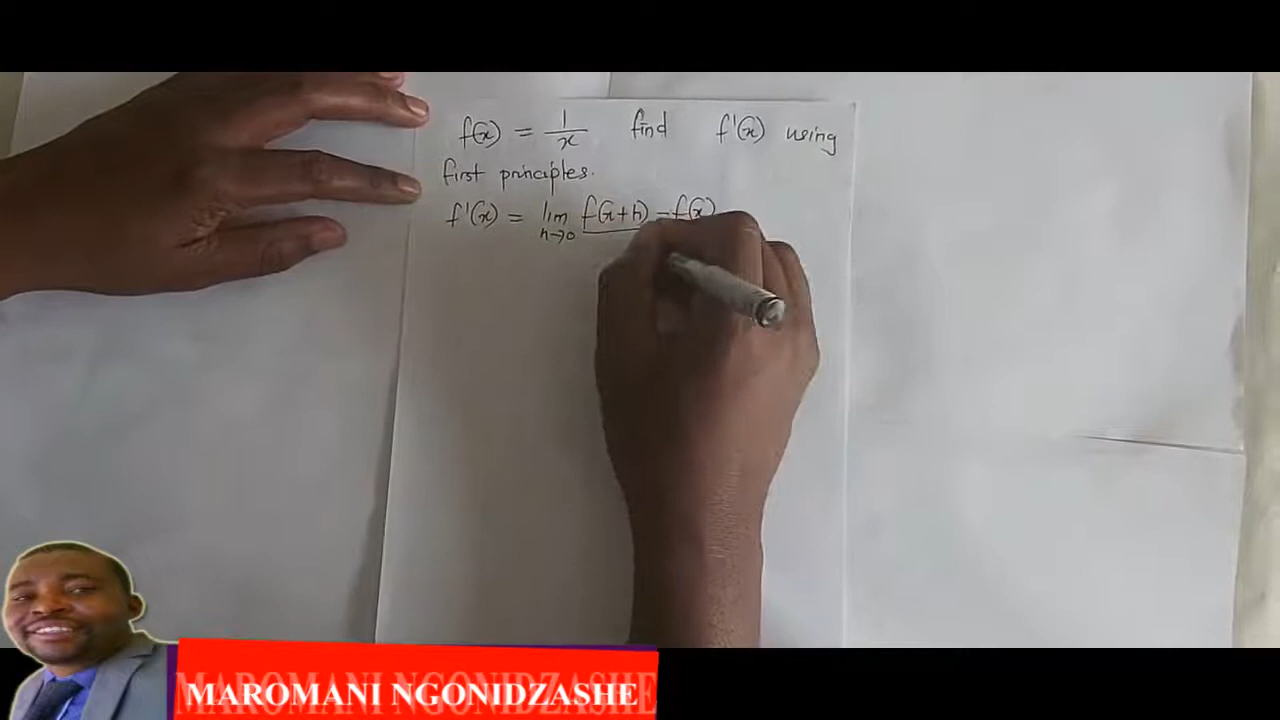 f(x) = 1/x find f'(x) using
first principles.
f'(x) = lim h→0 f(x+h) - f(x)
MAROMANI NGONIDZASHE